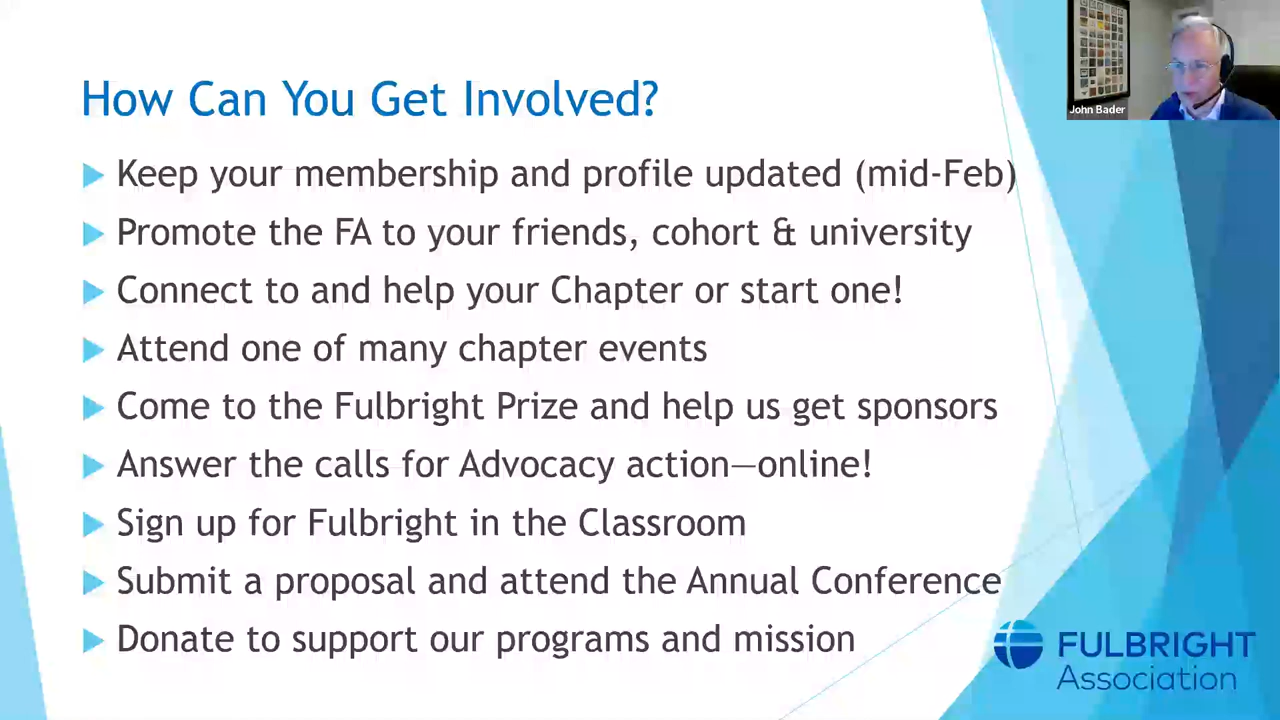 How Can You Get Involved?
Keep your membership and profile updated (mid-Feb)
Promote the FA to your friends, cohort & university
Connect to and help your Chapter or start one!
Attend one of many chapter events
Come to the Fulbright Prize and help us get sponsors
Answer the calls for Advocacy action—online!
Sign up for Fulbright in the Classroom
Submit a proposal and attend the Annual Conference
Donate to support our programs and mission
John Bader
FULBRIGHT
Association